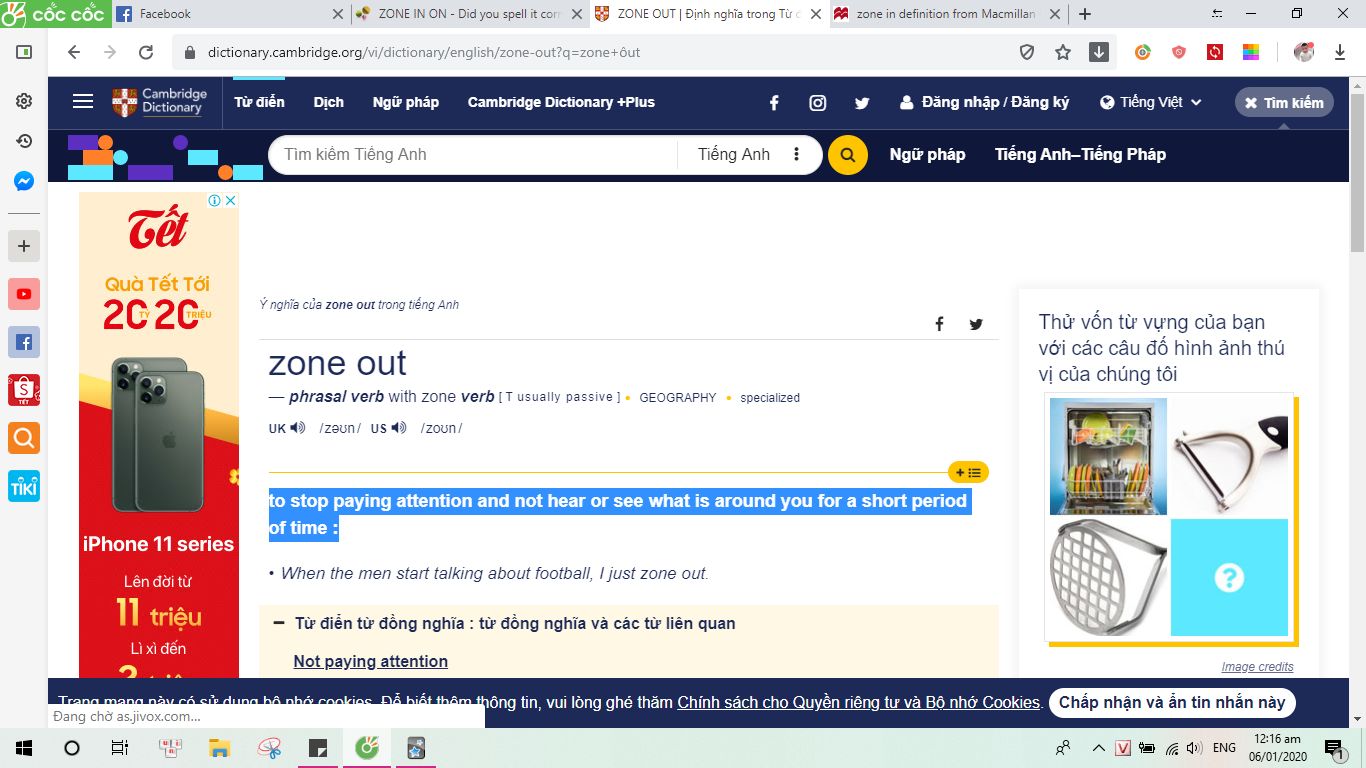 CỐC CỐC
Facebook
ZONE IN ON - Did you spell it corr
ZONE OUT | Định nghĩa trong Từ đ
zone in definition from Macmillan
dictionary.cambridge.org/vi/dictionary/english/zone-out?q=zone+ôut
Cambridge
Dictionary
Từ điển
Dịch
Ngữ pháp
Cambridge Dictionary +Plus
Đăng nhập / Đăng ký
Tiếng Việt
Tìm kiếm
Tìm kiếm Tiếng Anh
Tiếng Anh
Ngữ pháp
Tiếng Anh–Tiếng Pháp
Tết
Quà Tết Tới
20 TỶ 20 TRIỆU
iPhone 11 series
Lên đời từ
11 triệu
Lì xì đến
TẾT
TIKI
Ý nghĩa của zone out trong tiếng Anh
zone out
— phrasal verb with zone verb [ T usually passive ] • GEOGRAPHY • specialized
UK /zəʊn/ US /zoʊn/
to stop paying attention and not hear or see what is around you for a short period
of time :
• When the men start talking about football, I just zone out.
Từ điển từ đồng nghĩa : từ đồng nghĩa và các từ liên quan
Not paying attention
Thử vốn từ vựng của bạn
với các câu đố hình ảnh thú
vị của chúng tôi
?
Image credits
Trang mạng này có sử dụng bộ nhớ cookies. Để biết thêm thông tin, vui lòng ghé thăm Chính sách cho Quyền riêng tư và Bộ nhớ Cookies.
Chấp nhận và ẩn tin nhắn này
Đang chờ as.jivox.com...
V
ENG
12:16 am
06/01/2020
1